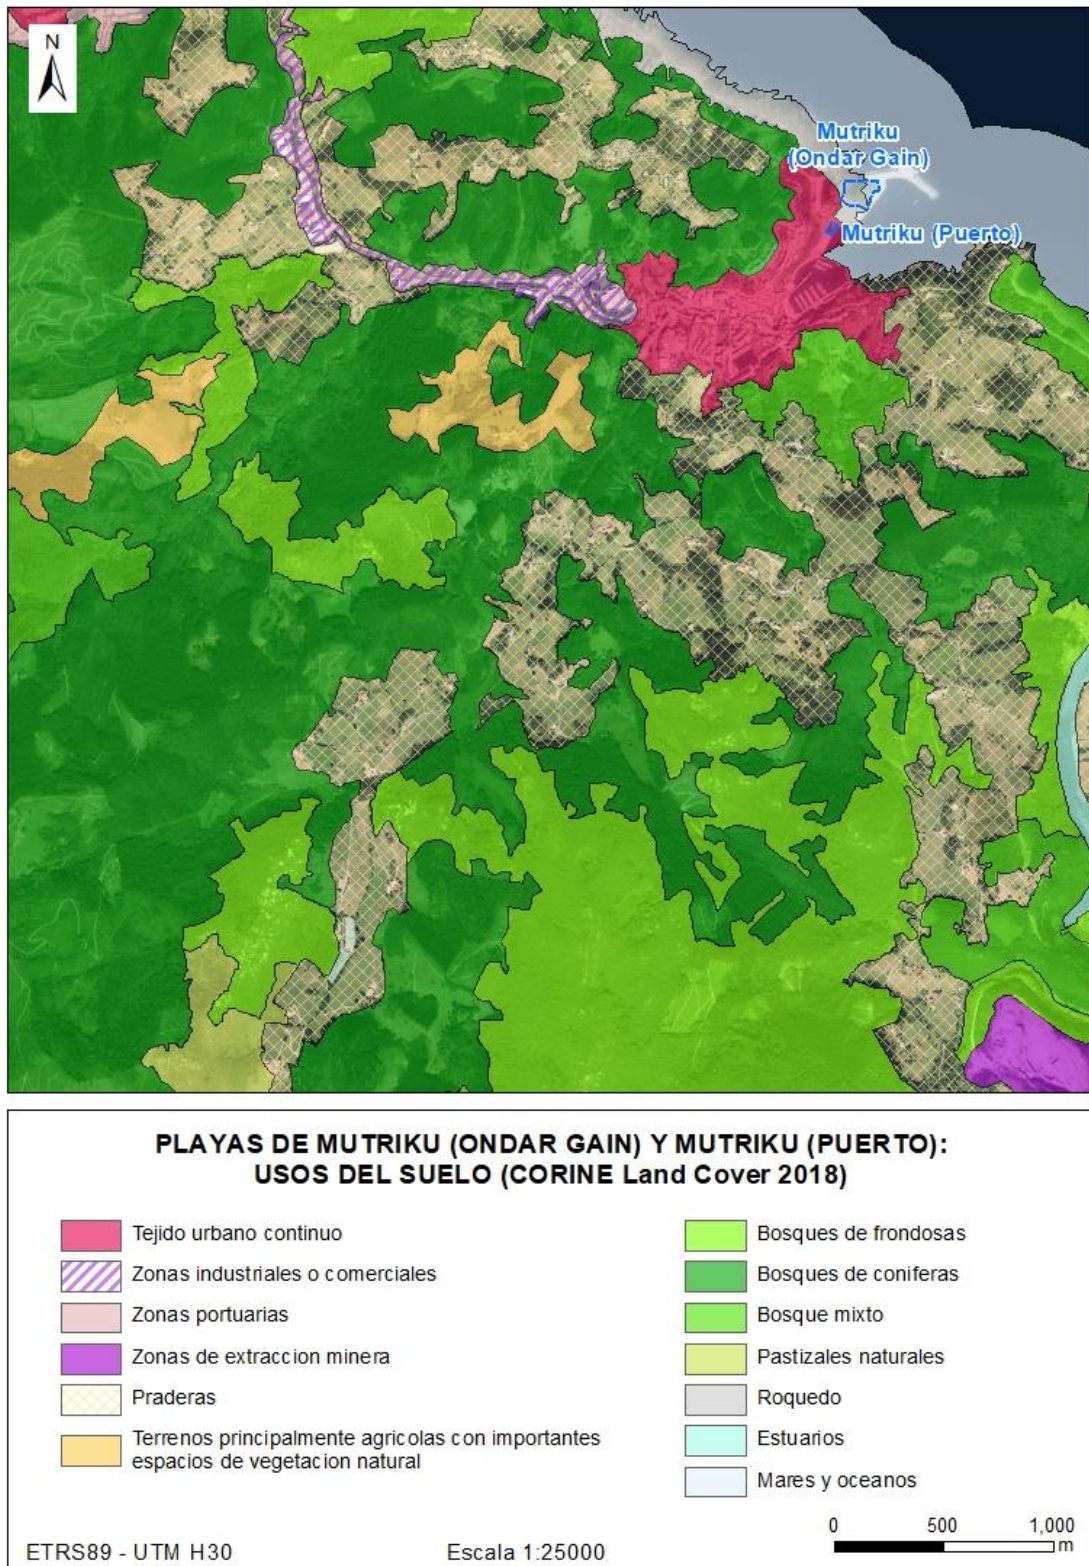 N
Mutriku
(Ondar Gain)
Mutriku (Puerto)
PLAYAS DE MUTRIKU (ONDAR GAIN) Y MUTRIKU (PUERTO):
USOS DEL SUELO (CORINE Land Cover 2018)
Tejido urbano continuo
Zonas industriales o comerciales
Zonas portuarias
Zonas de extraccion minera
Praderas
Terrenos principalmente agricolas con importantes
espacios de vegetacion natural
Bosques de frondosas
Bosques de coniferas
Bosque mixto
Pastizales naturales
Roquedo
Estuarios
Mares y oceanos
0 500 1,000
m
ETRS89 - UTM H30
Escala 1:25000